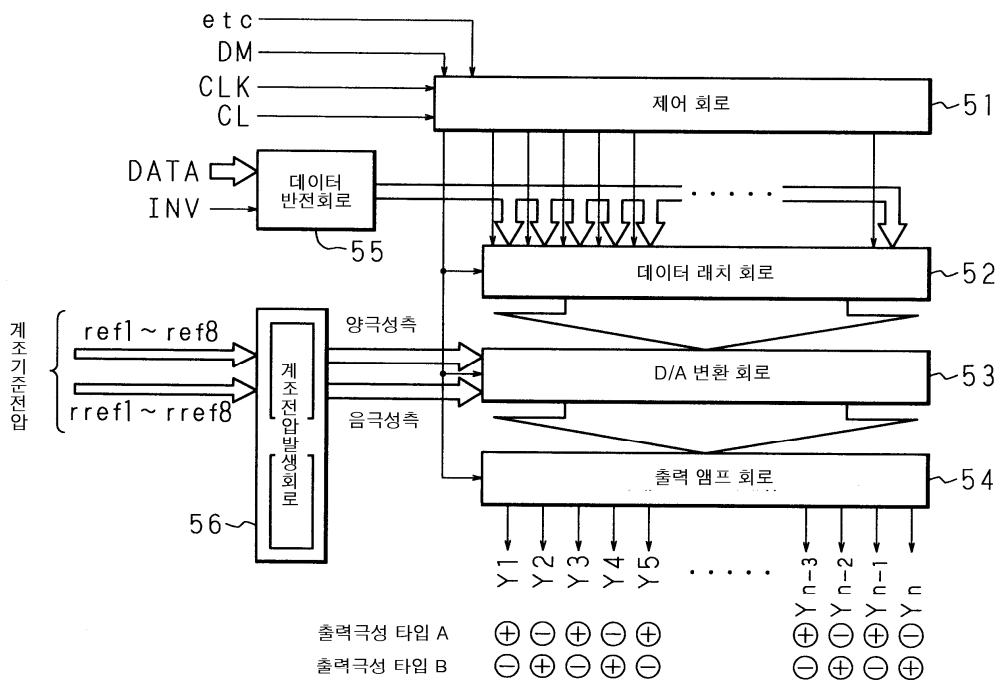 etc
DM
CLK
CL
제어 회로
51
DATA
INV
데이터
반전회로
55
· · · · ·
데이터 래치 회로
52
계조기준전압
ref1~ref8
rref1~rref8
계조전압발생회로
56
양극성측
음극성측
D/A 변환 회로
53
출력 앰프 회로
54
Y1
Y2
Y3
Y4
Y5
· · · · ·
Yn-3
Yn-2
Yn-1
Yn
출력극성 타입 A ⊕ ⊖ ⊕ ⊖ ⊕ ⊕ ⊖ ⊕ ⊖
출력극성 타입 B ⊖ ⊕ ⊖ ⊕ ⊖ ⊖ ⊕ ⊖ ⊕